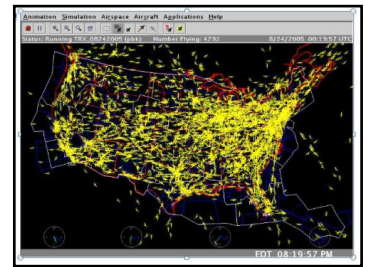 Animation Simulation Airspace Aircraft Applications Help
Status: Running TRX_08242005 (pbk) Number Flying: 4292 8/24/2005 00:19:57 UTC
EDT 08:19:57 PM